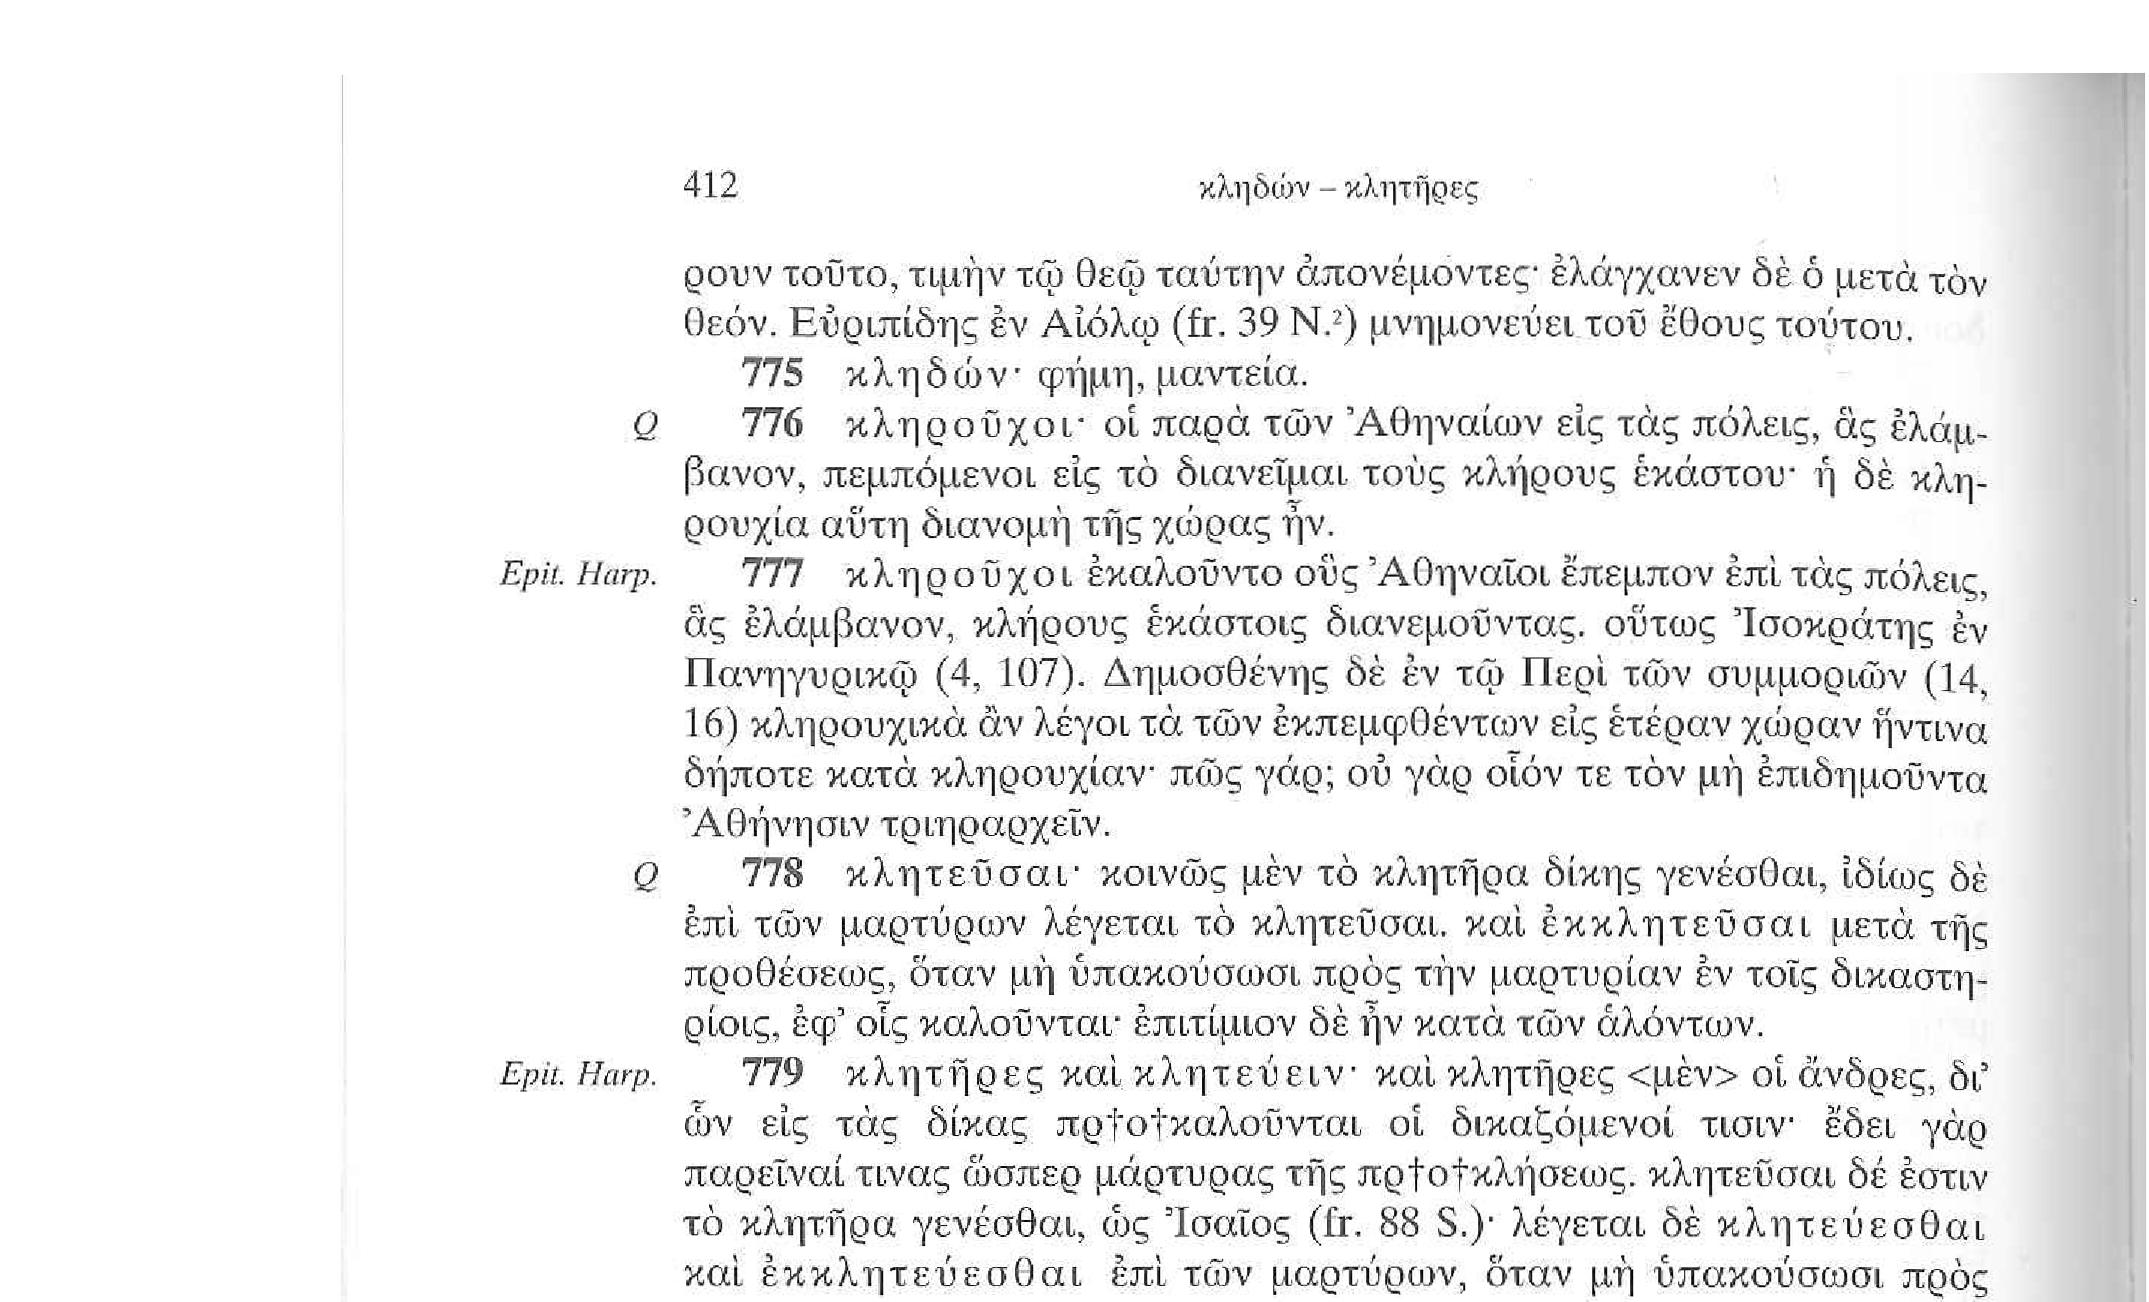 412 κληδών – κλητῆρες
ρουν τοῦτο, τιμὴν τῷ θεῷ ταύτην ἀπονέμοντες· ἐλάγχανεν δὲ ὁ μετὰ τὸν
θεόν. Εὐριπίδης ἐν Αἰόλῳ (fr. 39 N.²) μνημονεύει τοῦ ἔθους τούτου.
775 κληδών· φήμη, μαντεία.
Q 776 κληροῦχοι· οἱ παρὰ τῶν Ἀθηναίων εἰς τὰς πόλεις, ἃς ἐλάμ-
βανον, πεμπόμενοι εἰς τὸ διανεῖμαι τοὺς κλήρους ἑκάστου· ἡ δὲ κλη-
ρουχία αὕτη διανομὴ τῆς χώρας ἦν.
Epit. Harp. 777 κληροῦχοι ἐκαλοῦντο οὓς Ἀθηναῖοι ἔπεμπον ἐπὶ τὰς πόλεις,
ἃς ἐλάμβανον, κλήρους ἑκάστοις διανεμοῦντας. οὕτως Ἰσοκράτης ἐν
Πανηγυρικῷ (4, 107). Δημοσθένης δὲ ἐν τῷ Περὶ τῶν συμμοριῶν (14,
16) κληρουχικὰ ἂν λέγοι τὰ τῶν ἐκπεμφθέντων εἰς ἑτέραν χώραν ἥντινα
δήποτε κατὰ κληρουχίαν· πῶς γάρ; οὐ γὰρ οἷόν τε τὸν μὴ ἐπιδημοῦντα
Ἀθήνησιν τριηραρχεῖν.
Q 778 κλητεῦσαι· κοινῶς μὲν τὸ κλητῆρα δίκης γενέσθαι, ἰδίως δὲ
ἐπὶ τῶν μαρτύρων λέγεται τὸ κλητεῦσαι. καὶ ἐκκλητεῦσαι μετὰ τῆς
προθέσεως, ὅταν μὴ ὑπακούσωσι πρὸς τὴν μαρτυρίαν ἐν τοῖς δικαστη-
ρίοις, ἐφ’ οἷς καλοῦνται· ἐπιτίμιον δὲ ἦν κατὰ τῶν ἁλόντων.
Epit. Harp. 779 κλητῆρες καὶ κλητεύειν· καὶ κλητῆρες <μὲν> οἱ ἄνδρες, δι’
ὧν εἰς τὰς δίκας πρ†ο†καλοῦνται οἱ δικαζόμενοί τισιν· ἔδει γὰρ
παρεῖναί τινας ὥσπερ μάρτυρας τῆς πρ†ο†κλήσεως. κλητεῦσαι δέ ἐστιν
τὸ κλητῆρα γενέσθαι, ὡς Ἰσαῖος (fr. 88 S.)· λέγεται δὲ κλητεύεσθαι
καὶ ἐκκλητεύεσθαι ἐπὶ τῶν μαρτύρων, ὅταν μὴ ὑπακούσωσι πρὸς